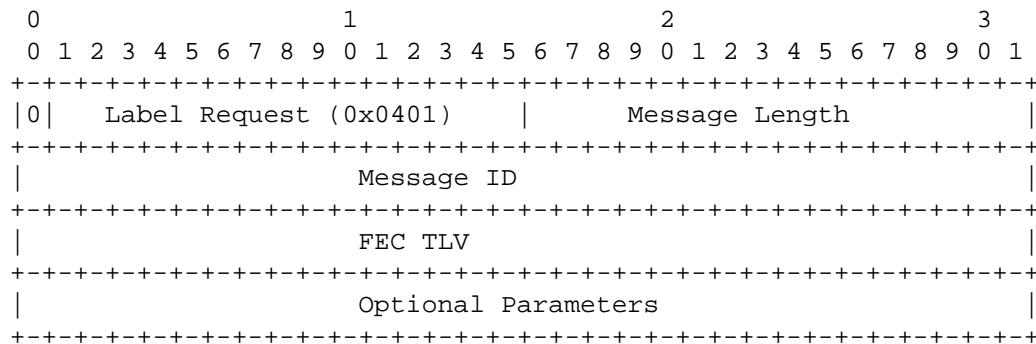 0                   1                   2                   3
 0 1 2 3 4 5 6 7 8 9 0 1 2 3 4 5 6 7 8 9 0 1 2 3 4 5 6 7 8 9 0 1
+-+-+-+-+-+-+-+-+-+-+-+-+-+-+-+-+-+-+-+-+-+-+-+-+-+-+-+-+-+-+-+-+
|0|   Label Request (0x0401)    |      Message Length           |
+-+-+-+-+-+-+-+-+-+-+-+-+-+-+-+-+-+-+-+-+-+-+-+-+-+-+-+-+-+-+-+-+
|                     Message ID                                |
+-+-+-+-+-+-+-+-+-+-+-+-+-+-+-+-+-+-+-+-+-+-+-+-+-+-+-+-+-+-+-+-+
|                     FEC TLV                                   |
+-+-+-+-+-+-+-+-+-+-+-+-+-+-+-+-+-+-+-+-+-+-+-+-+-+-+-+-+-+-+-+-+
|                     Optional Parameters                       |
+-+-+-+-+-+-+-+-+-+-+-+-+-+-+-+-+-+-+-+-+-+-+-+-+-+-+-+-+-+-+-+-+